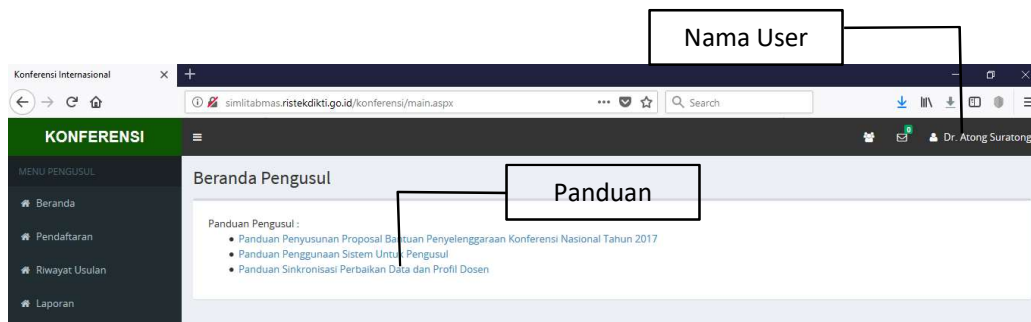 Nama User
Konferensi Internasional
simlitabmas.ristekdikti.go.id/konferensi/main.aspx
Search
KONFERENSI
0
Dr. Atong Suratong
MENU PENGUSUL
Beranda Pengusul
Panduan
Beranda
Panduan Pengusul :
Panduan Penyusunan Proposal Bantuan Penyelenggaraan Konferensi Nasional Tahun 2017
Pendaftaran
Panduan Penggunaan Sistem Untuk Pengusul
Panduan Sinkronisasi Perbaikan Data dan Profil Dosen
Riwayat Usulan
Laporan